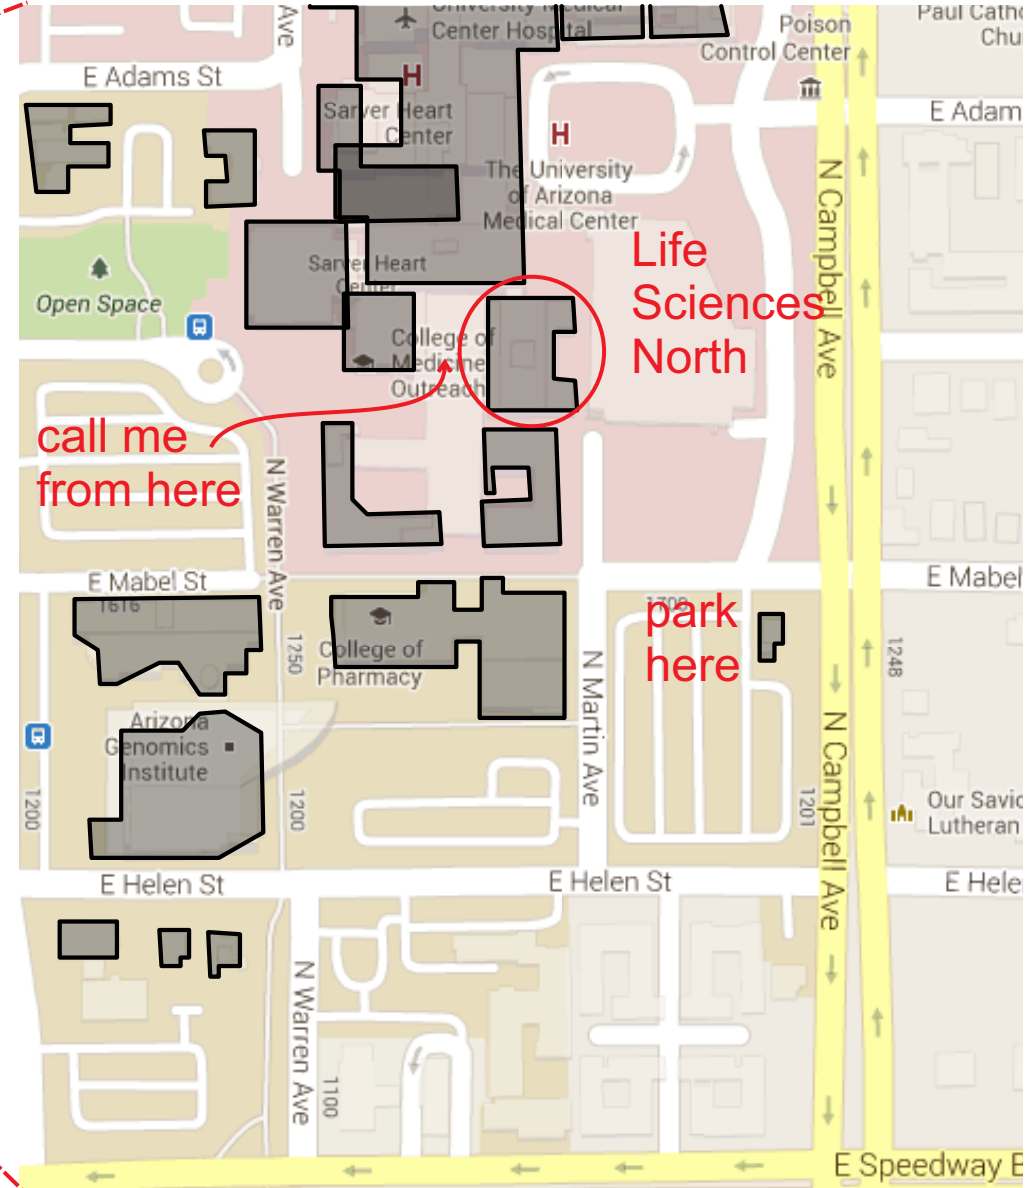 Ave
University Medical
Center Hospital
Poison
Control Center
Paul Catho
Chu
E Adams St
H
Sarver Heart
Center
H
E Adam
The University
of Arizona
Medical Center
N Campbell Ave
Life
Sciences
North
Sarver Heart
Center
Open Space
College of
Medicine
Outreach
call me
from here
N Warren Ave
E Mabel St
E Mabel
1616
1709
park
here
1250
College of
Pharmacy
1248
N Martin Ave
Arizona
Genomics
Institute
N Campbell Ave
1200
1200
1201
Our Savio
Lutheran
E Helen St
E Helen St
E Hele
N Warren Ave
1100
E Speedway B